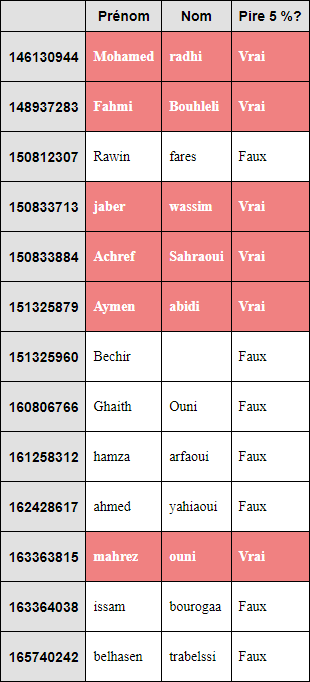 Prénom Nom Pire 5 %?
146130944 Mohamed radhi Vrai
148937283 Fahmi Bouhleli Vrai
150812307 Rawin fares Faux
150833713 jaber wassim Vrai
150833884 Achref Sahraoui Vrai
151325879 Aymen abidi Vrai
151325960 Bechir Faux
160806766 Ghaith Ouni Faux
161258312 hamza arfaoui Faux
162428617 ahmed yahiaoui Faux
163363815 mahrez ouni Vrai
163364038 issam bourogaa Faux
165740242 belhasen trabelssi Faux